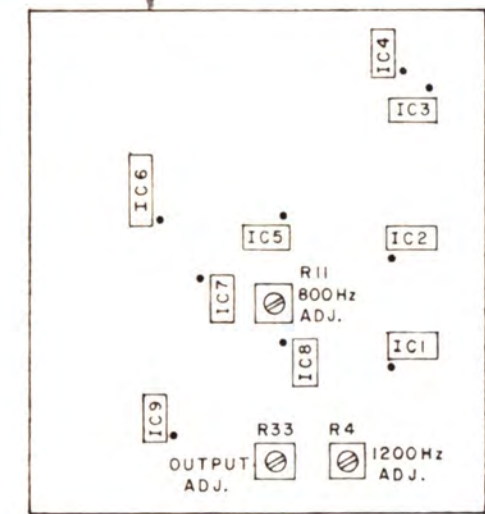 IC4
IC3
IC6
IC5
IC2
R11
800Hz
ADJ.
IC7
IC8
IC1
IC9
R33
R4
OUTPUT
ADJ.
1200Hz
ADJ.